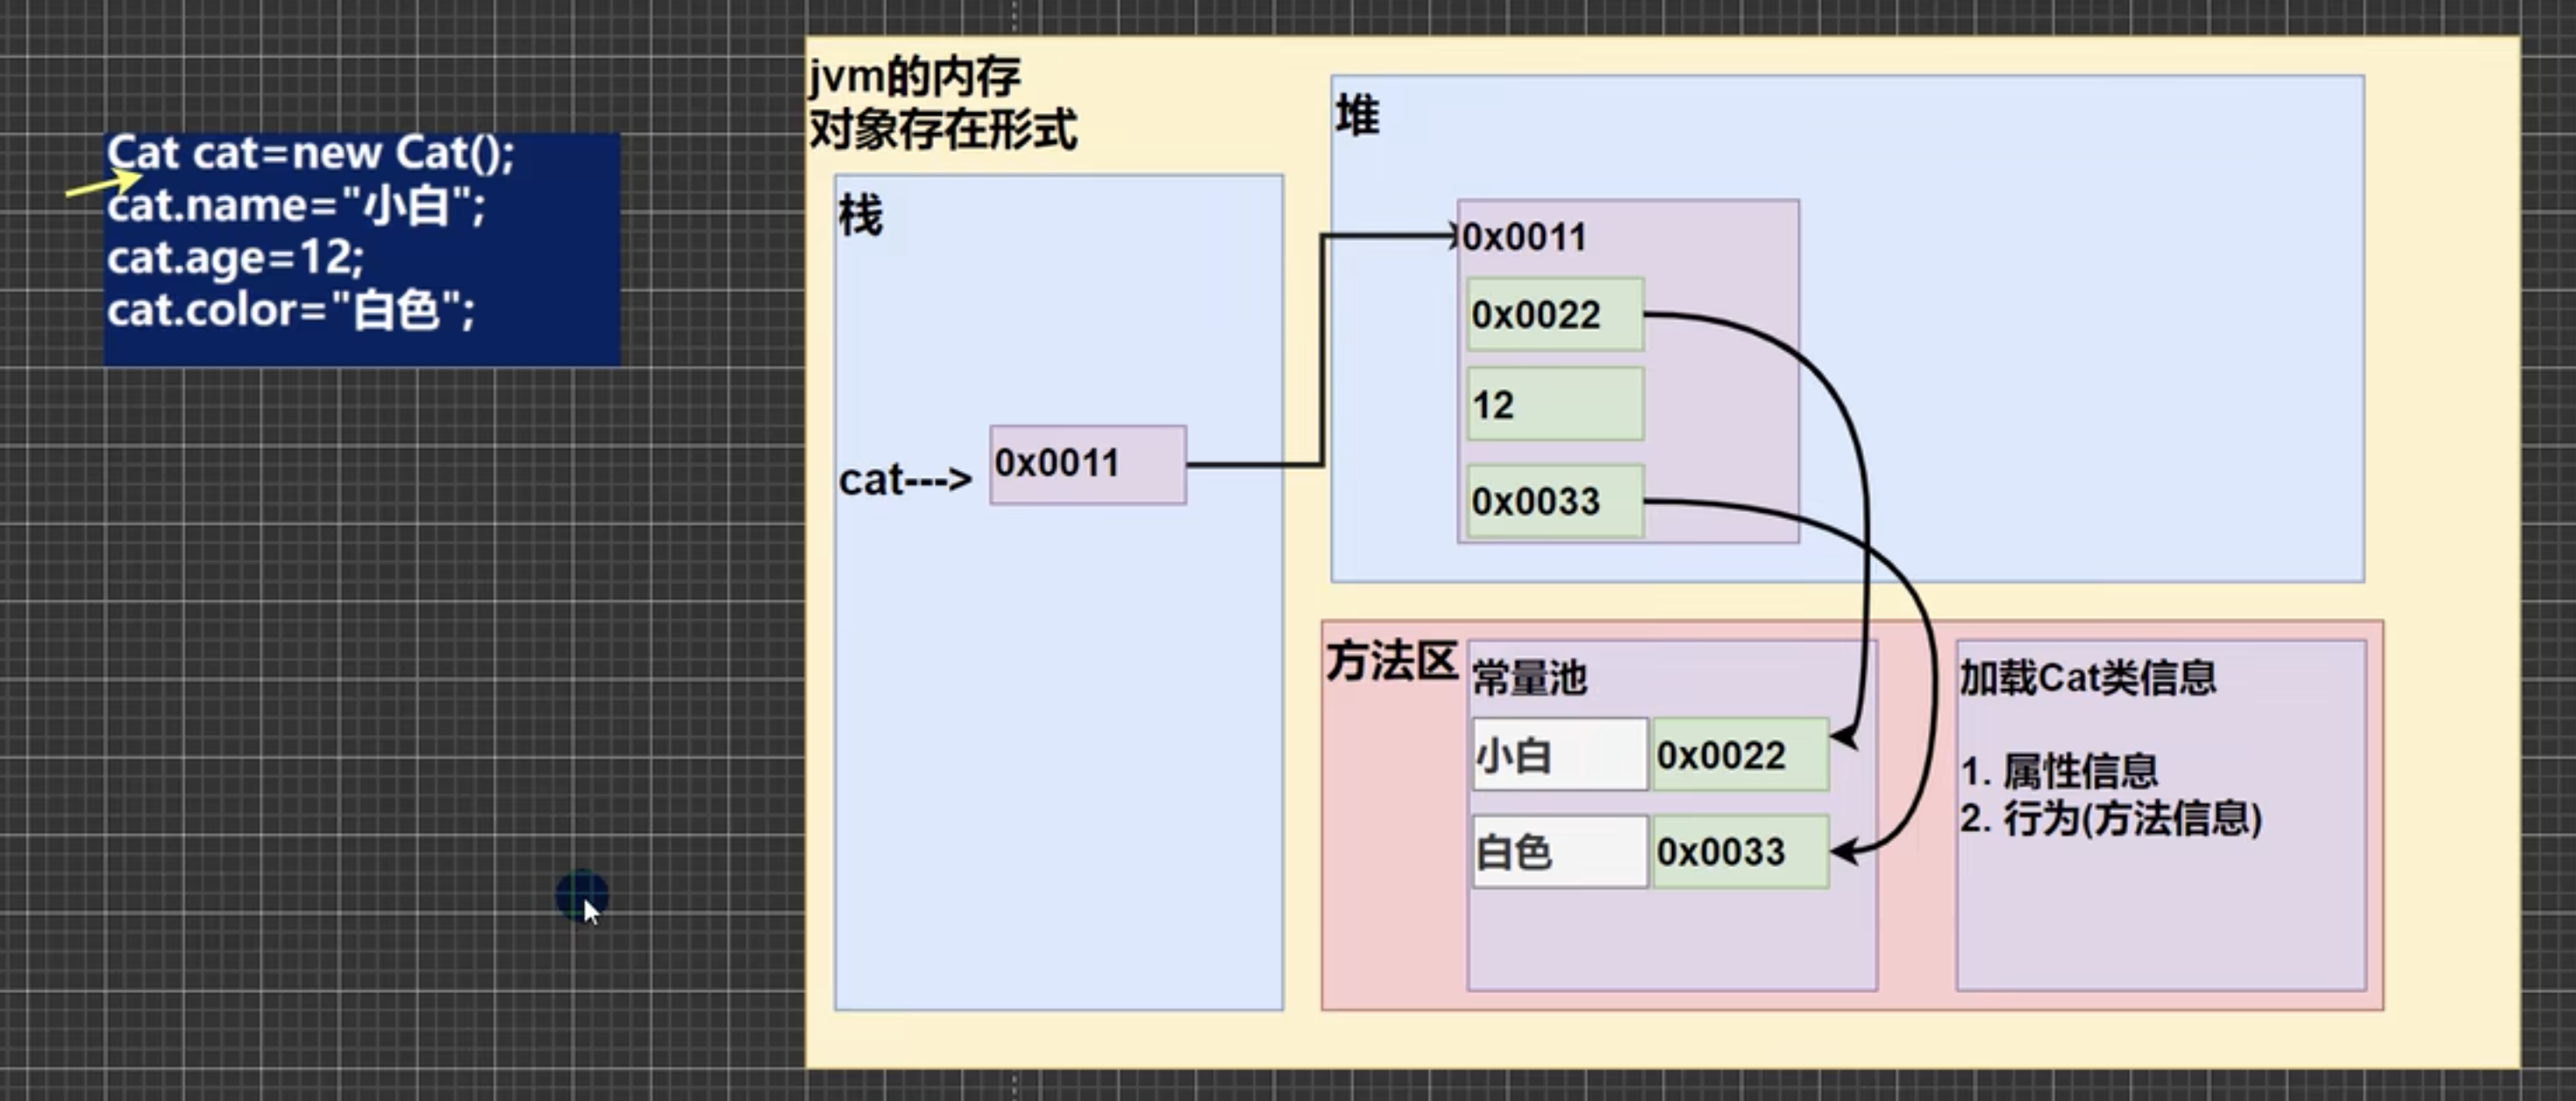 Cat cat=new Cat();
cat.name="小白";
cat.age=12;
cat.color="白色";
jvm的内存
对象存在形式
栈
cat--->
0x0011
堆
0x0011
0x0022
12
0x0033
方法区
常量池
小白 0x0022
白色 0x0033
加载Cat类信息
1. 属性信息
2. 行为(方法信息)